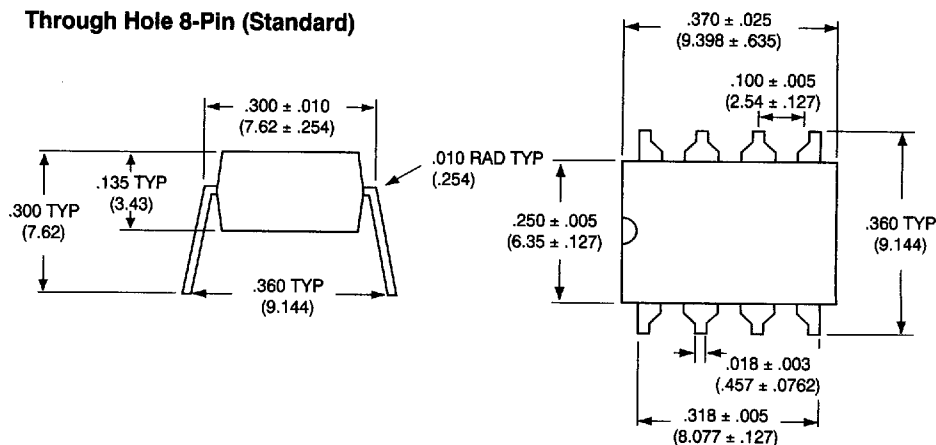 Through Hole 8-Pin (Standard)
.300 ± .010
(7.62 ± .254)
.135 TYP
(3.43)
.300 TYP
(7.62)
.010 RAD TYP
(.254)
.360 TYP
(9.144)
.370 ± .025
(9.398 ± .635)
.100 ± .005
(2.54 ± .127)
.250 ± .005
(6.35 ± .127)
.360 TYP
(9.144)
.018 ± .003
(.457 ± .0762)
.318 ± .005
(8.077 ± .127)